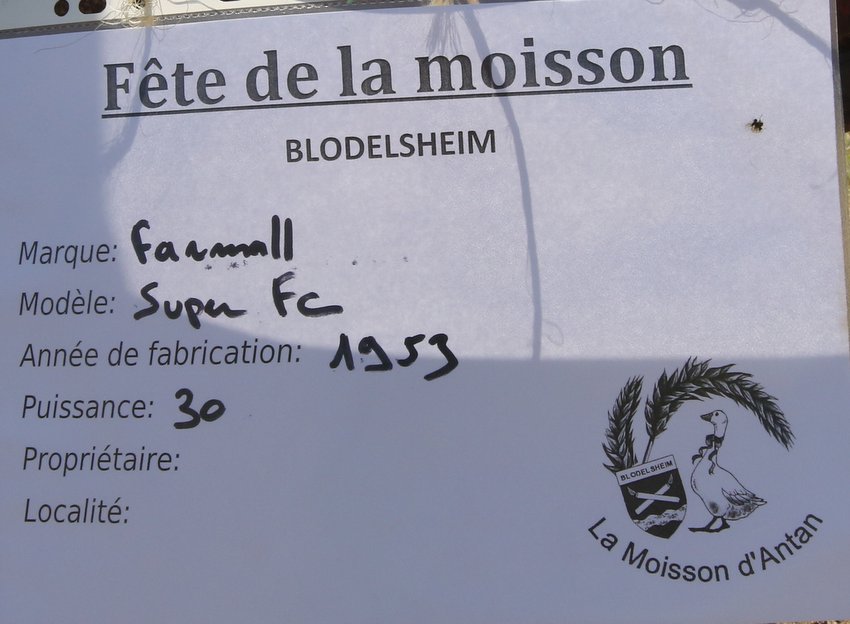 Fête de la moisson
BLODELSHEIM
Marque: Farmall
Modèle: Super FC
Année de fabrication: 1953
Puissance: 30
Propriétaire:
Localité:
BLODELSHEIM
La Moisson d'Antan